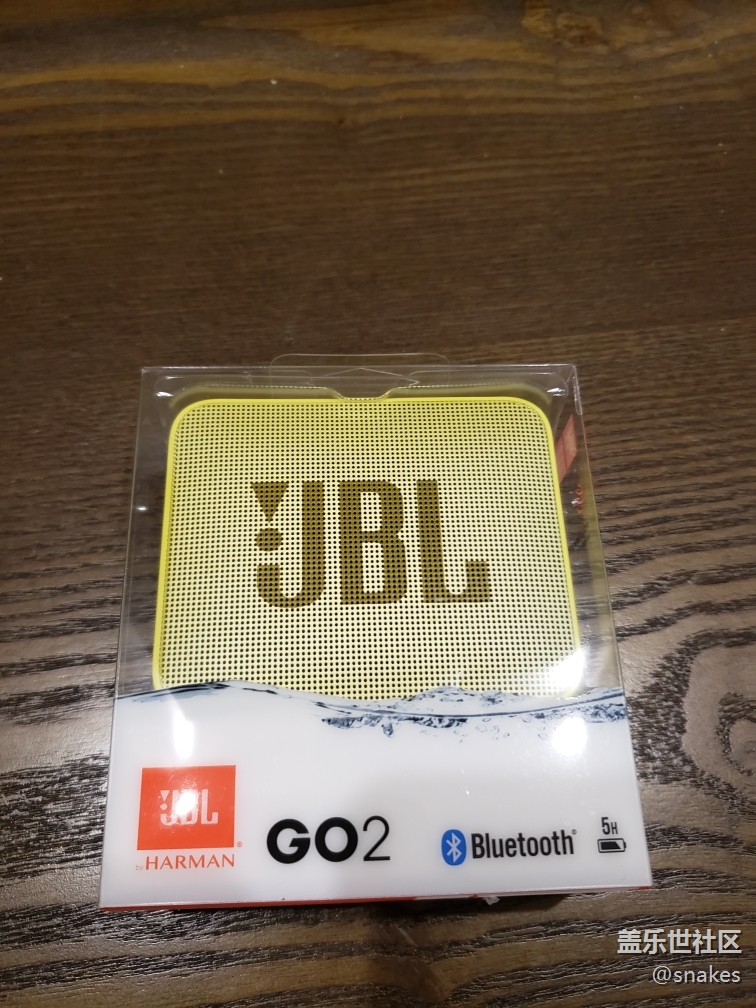 JBL
JBL
by HARMAN
GO2
Bluetooth®
5H
盖乐世社区
@snakes